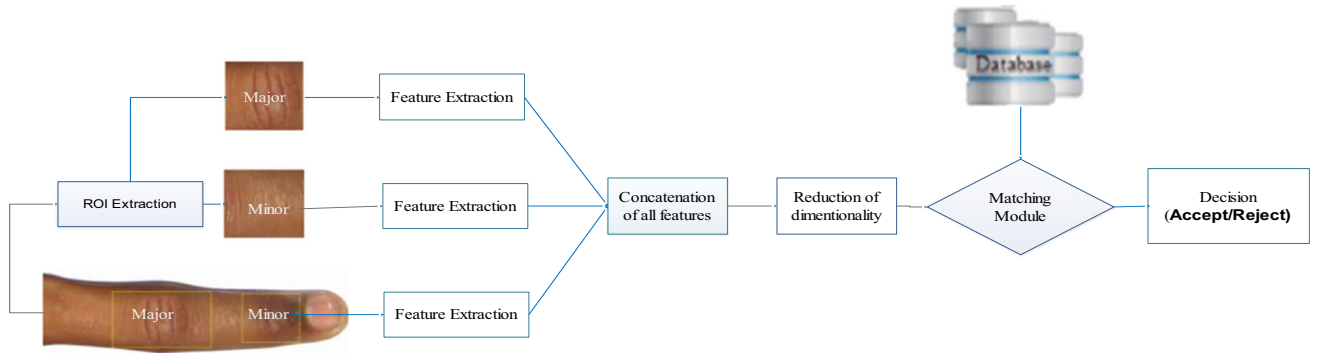 Database
Major
Feature Extraction
ROI Extraction
Minor
Feature Extraction
Concatenation
of all features
Reduction of
dimentionality
Matching
Module
Decision
(Accept/Reject)
Major
Minor
Feature Extraction